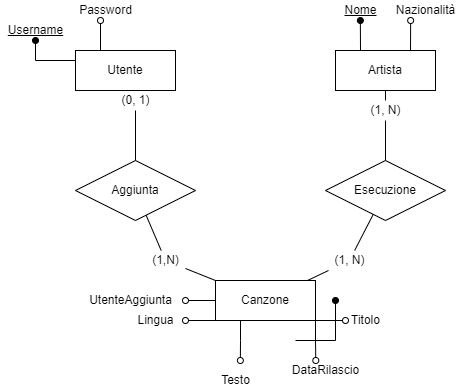 Password
Username
Nome
Nazionalità
Utente
Artista
(0, 1)
(1, N)
Aggiunta
Esecuzione
(1,N)
(1, N)
UtenteAggiunta
Canzone
Lingua
Titolo
Testo
DataRilascio